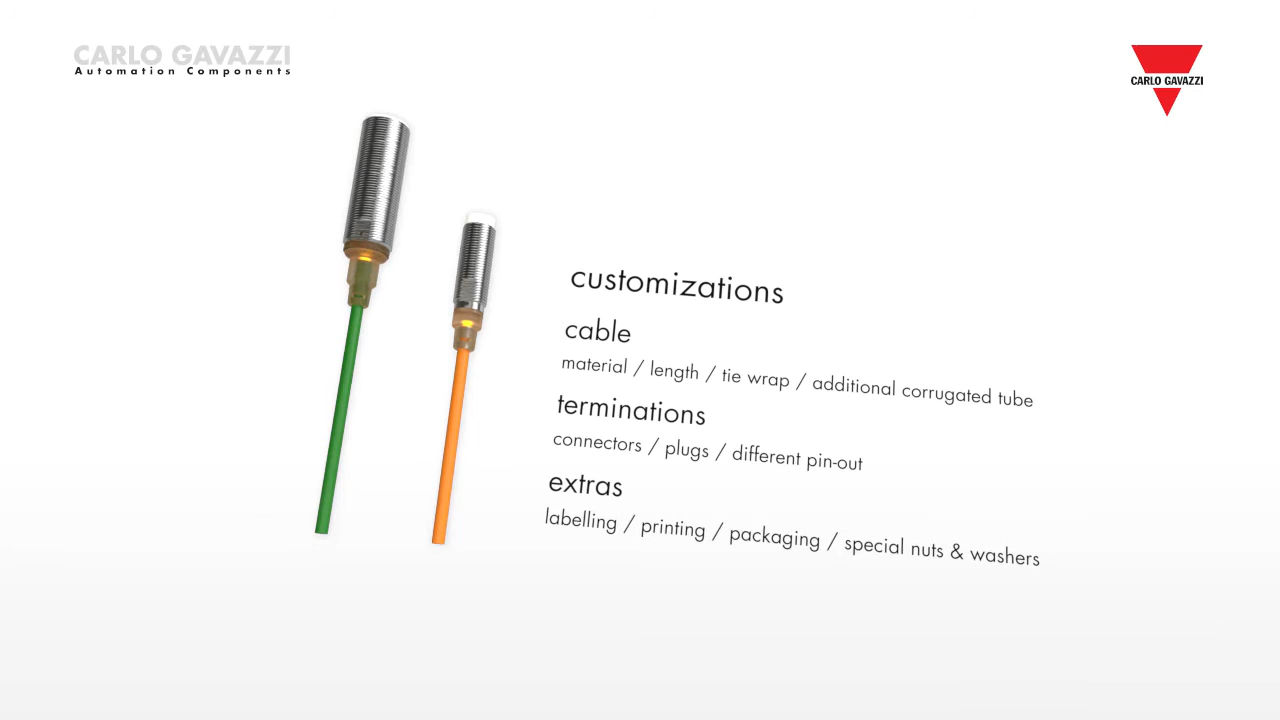 CARLO GAVAZZI
Automation Components
CARLO GAVAZZI
customizations
cable
material / length / tie wrap / additional corrugated tube
terminations
connectors / plugs / different pin-out
extras
labelling / printing / packaging / special nuts & washers